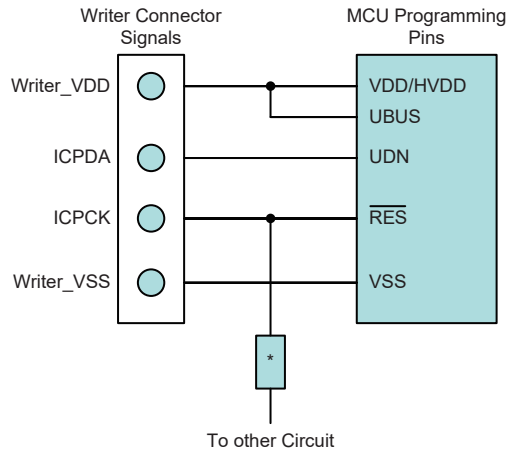 Writer Connector
Signals
MCU Programming
Pins
Writer_VDD
VDD/HVDD
UBUS
ICPDA
UDN
ICPCK
RES
Writer_VSS
VSS
*
To other Circuit